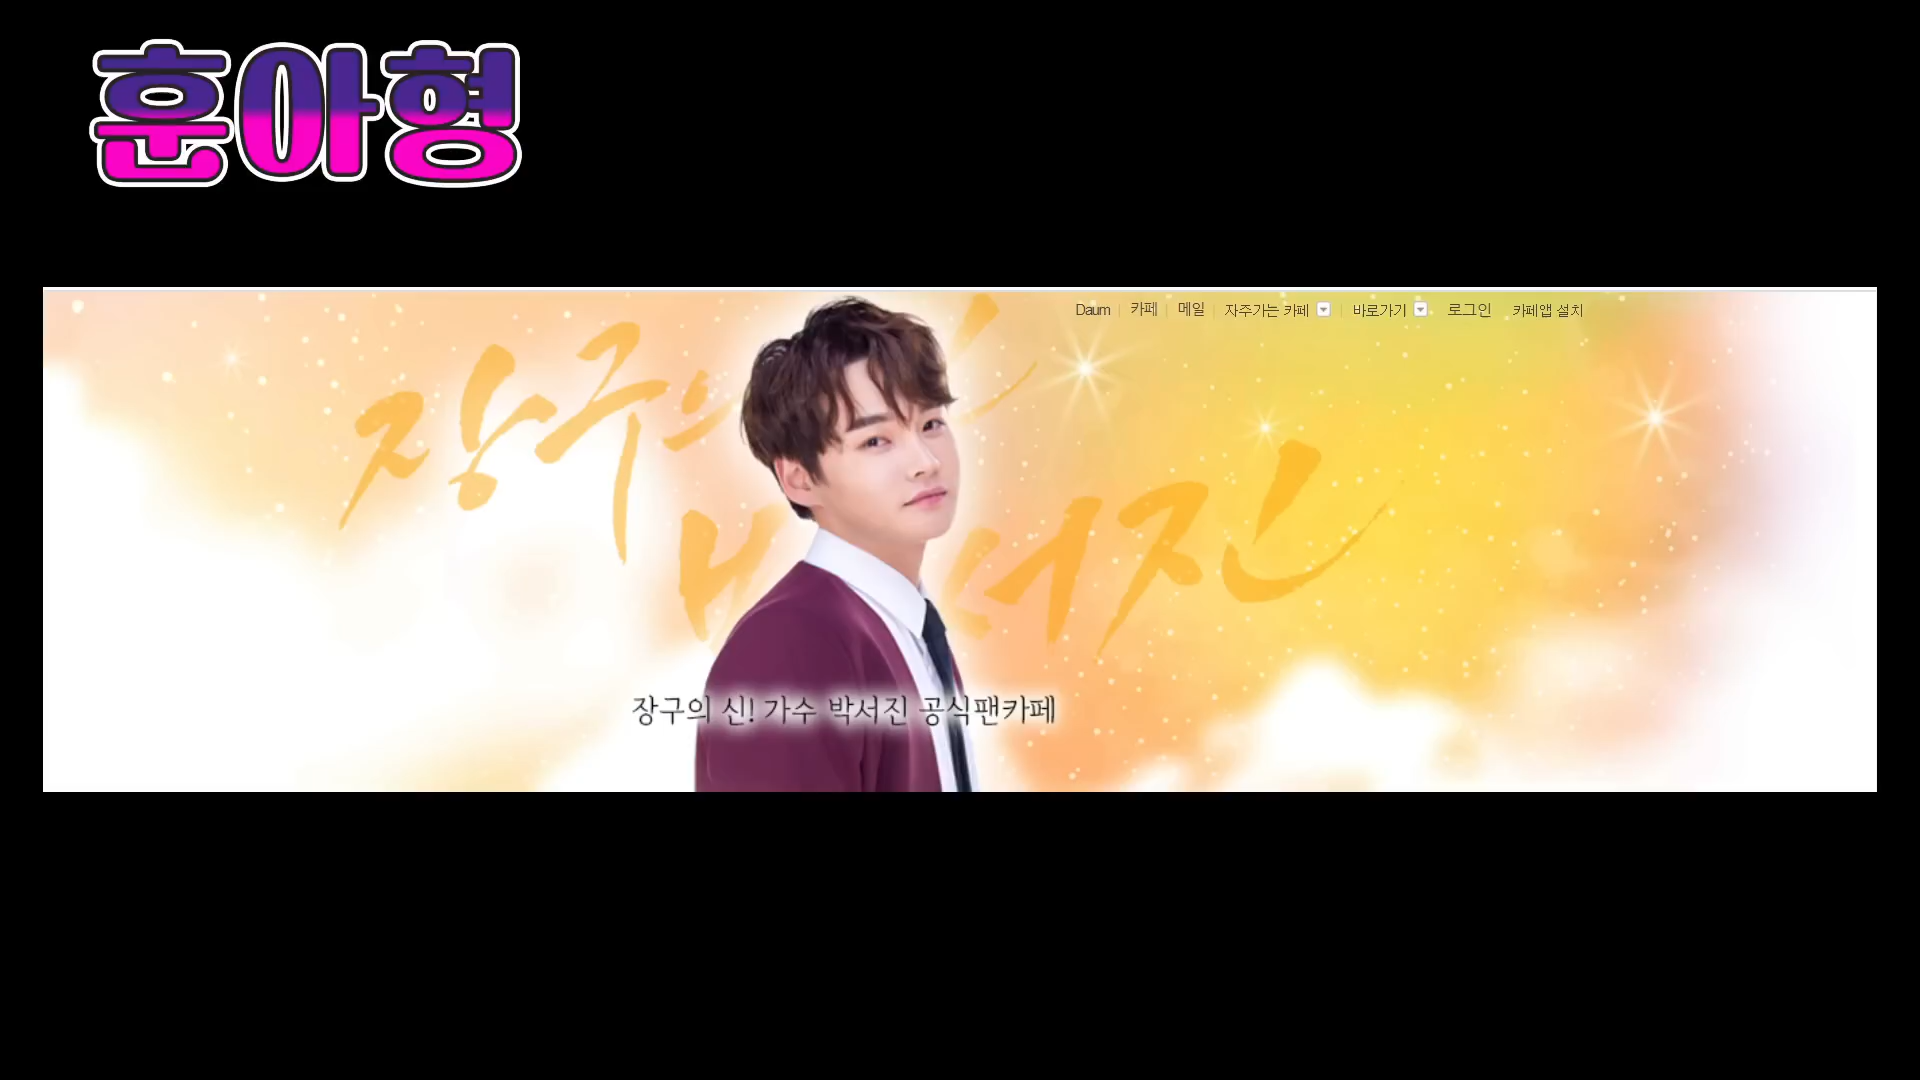 훈아형
Daum 카페 메일 자주가는 카페 바로가기 로그인 카페앱 설치
장구의
서진
장구의 신! 가수 박서진 공식팬카페